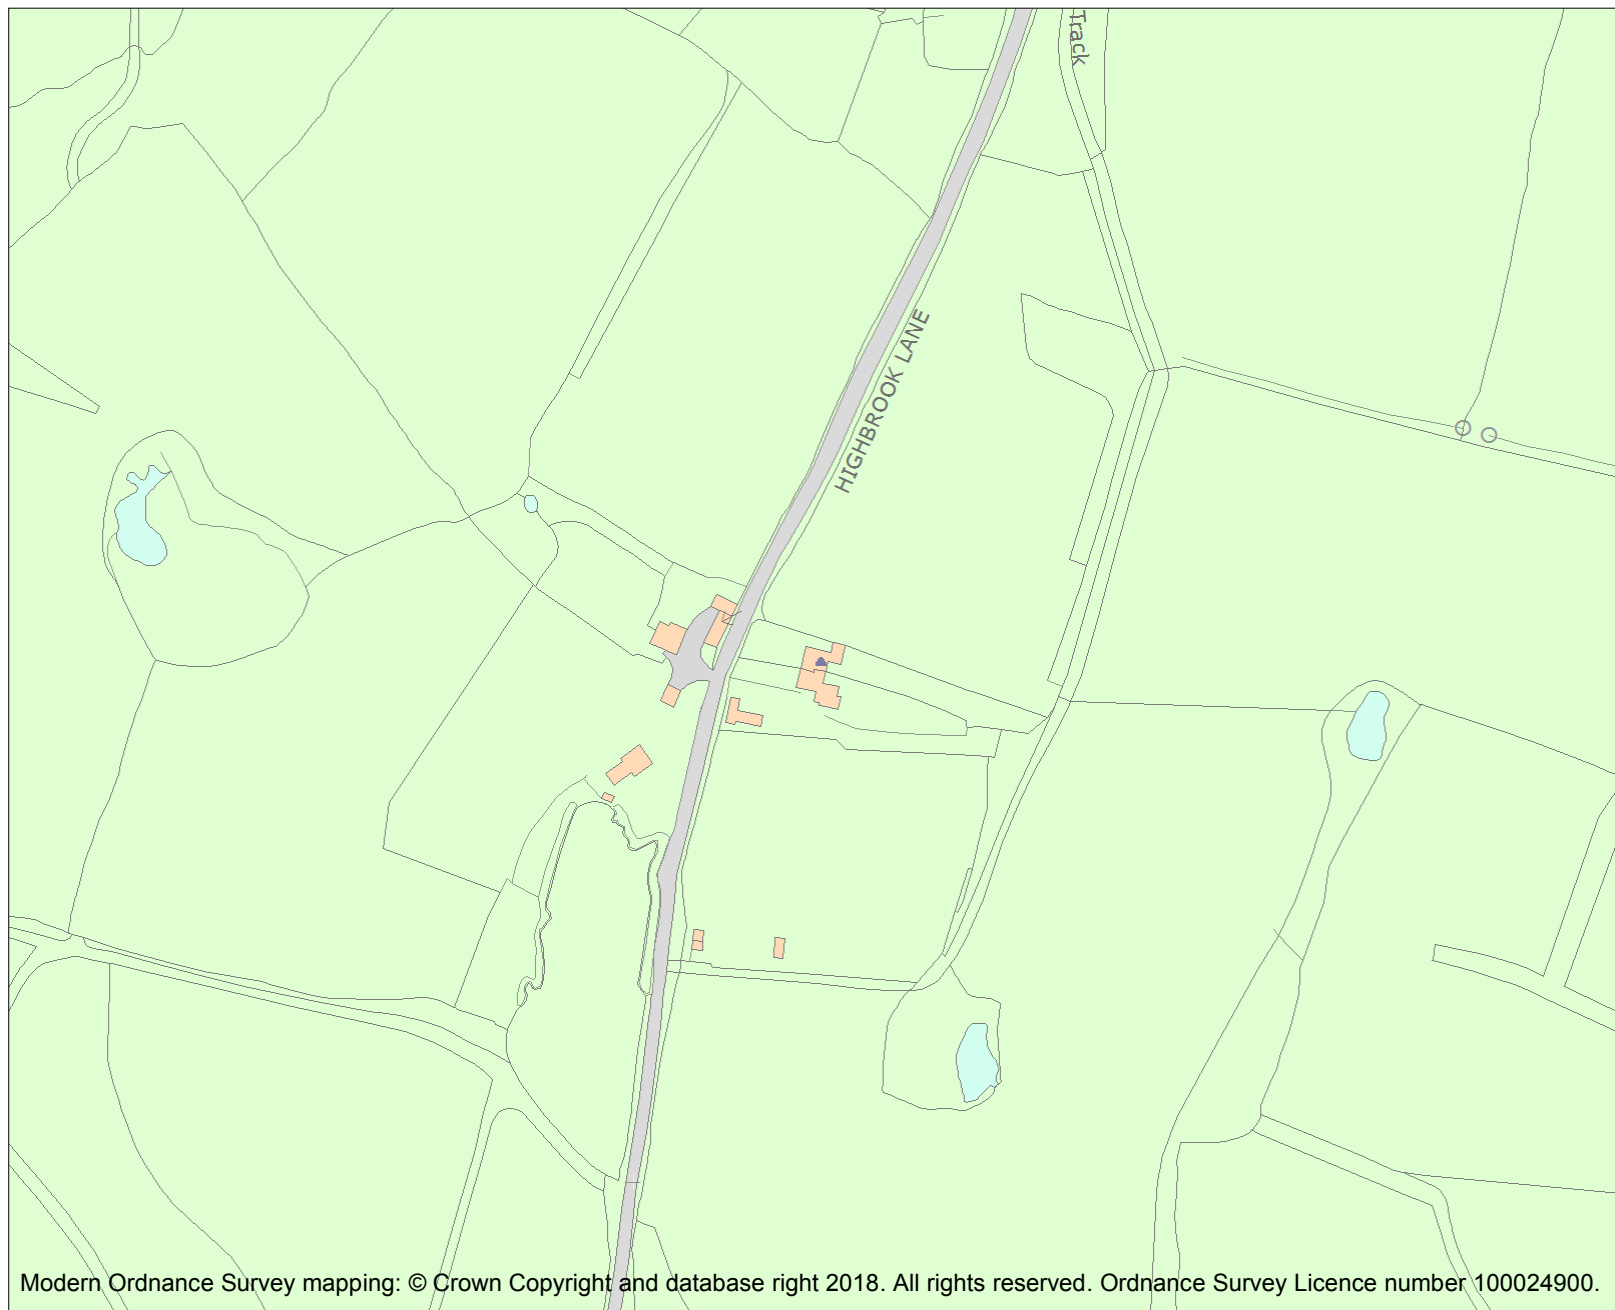 Track
HIGHBROOK LANE
Modern Ordnance Survey mapping: © Crown Copyright and database right 2018. All rights reserved. Ordnance Survey Licence number 100024900.